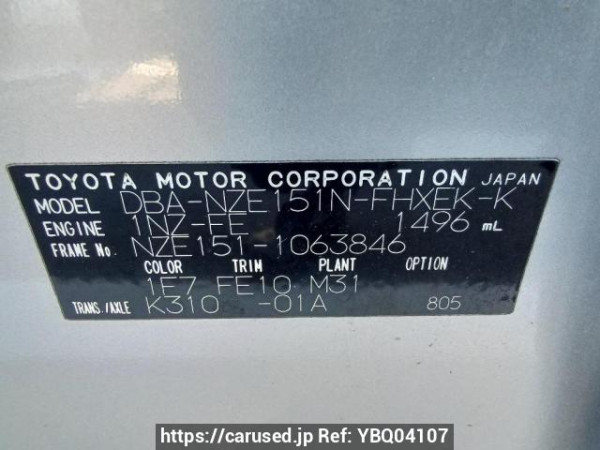 TOYOTA MOTOR CORPORATION JAPAN
MODEL DBA-NZE151N-FHXEK-K
ENGINE 1NZ-FE 1496 mL
FRAME No. NZE151-1063846
COLOR TRIM PLANT OPTION
1E7 FE10 M31
TRANS./AXLE K310 -01A 805
https://carused.jp Ref: YBQ04107